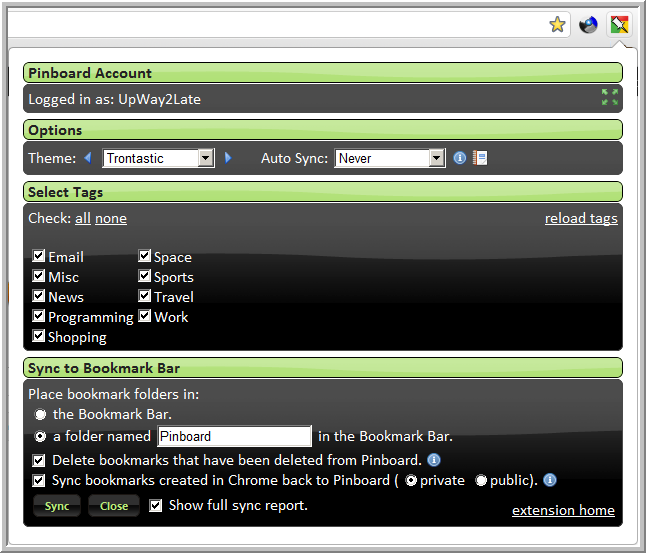 Pinboard Account
Logged in as: UpWay2Late
Options
Theme: Trontastic Auto Sync: Never
Select Tags
Check: all none reload tags
Email Space
Misc Sports
News Travel
Programming Work
Shopping
Sync to Bookmark Bar
Place bookmark folders in:
the Bookmark Bar.
a folder named Pinboard in the Bookmark Bar.
Delete bookmarks that have been deleted from Pinboard.
Sync bookmarks created in Chrome back to Pinboard ( private public).
Sync Close Show full sync report.
extension home